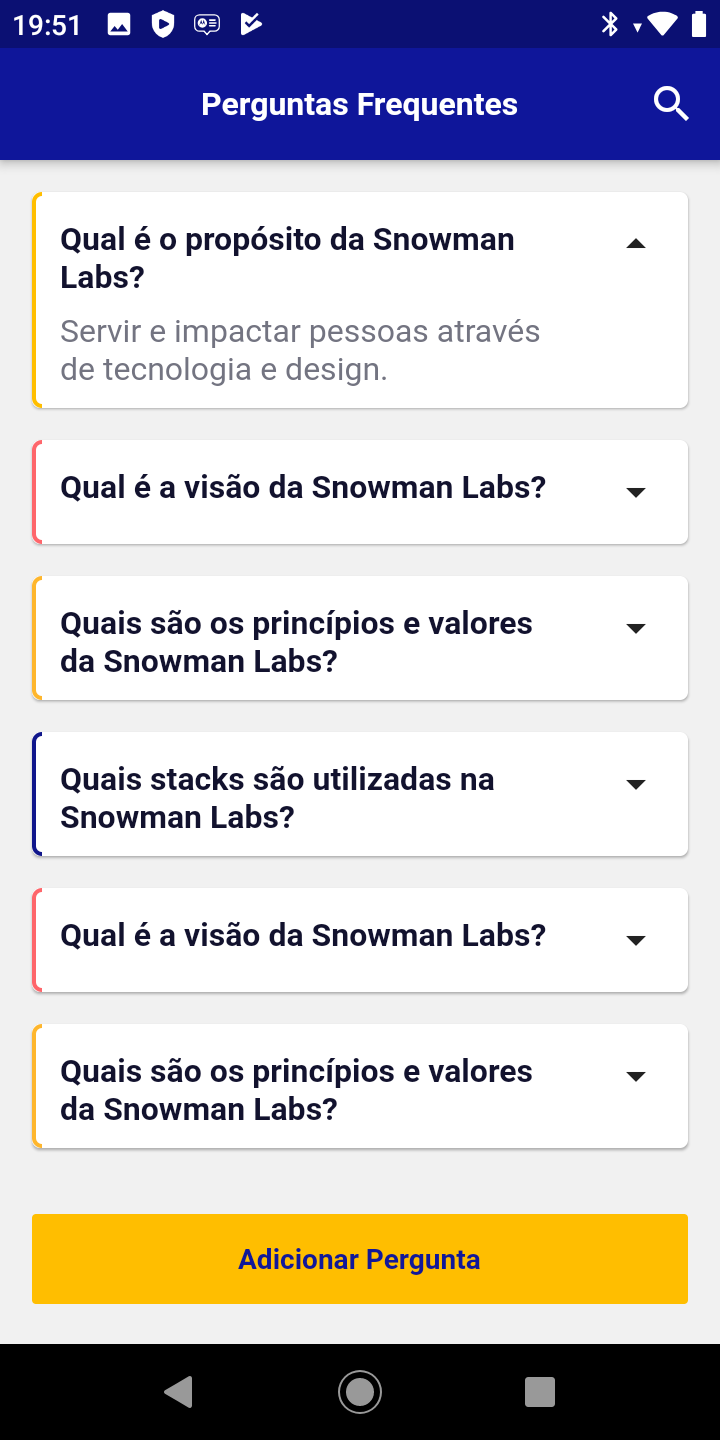 19:51
Perguntas Frequentes
Qual é o propósito da Snowman
Labs?
Servir e impactar pessoas através
de tecnologia e design.
Qual é a visão da Snowman Labs?
Quais são os princípios e valores
da Snowman Labs?
Quais stacks são utilizadas na
Snowman Labs?
Qual é a visão da Snowman Labs?
Quais são os princípios e valores
da Snowman Labs?
Adicionar Pergunta